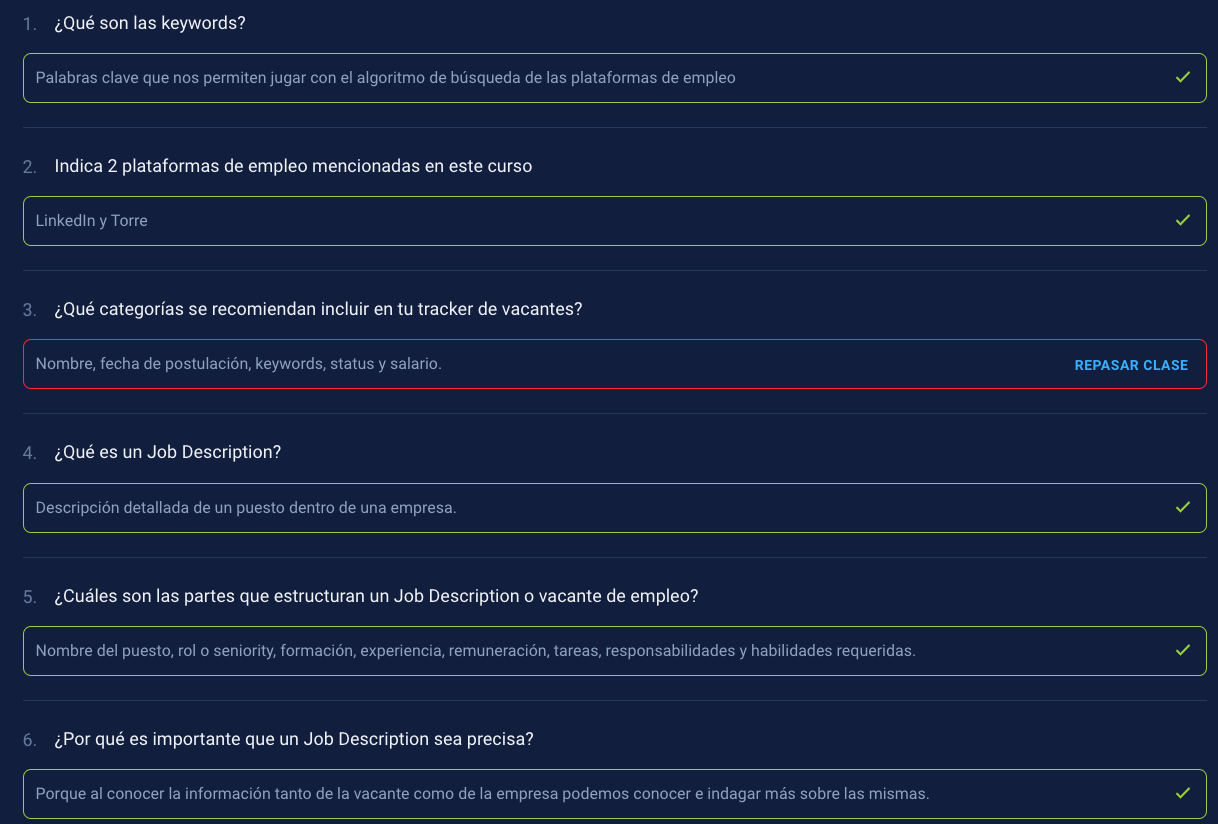 1. ¿Qué son las keywords?
Palabras clave que nos permiten jugar con el algoritmo de búsqueda de las plataformas de empleo
2. Indica 2 plataformas de empleo mencionadas en este curso
LinkedIn y Torre
3. ¿Qué categorías se recomiendan incluir en tu tracker de vacantes?
Nombre, fecha de postulación, keywords, status y salario.
REPASAR CLASE
4. ¿Qué es un Job Description?
Descripción detallada de un puesto dentro de una empresa.
5. ¿Cuáles son las partes que estructuran un Job Description o vacante de empleo?
Nombre del puesto, rol o seniority, formación, experiencia, remuneración, tareas, responsabilidades y habilidades requeridas.
6. ¿Por qué es importante que un Job Description sea precisa?
Porque al conocer la información tanto de la vacante como de la empresa podemos conocer e indagar más sobre las mismas.